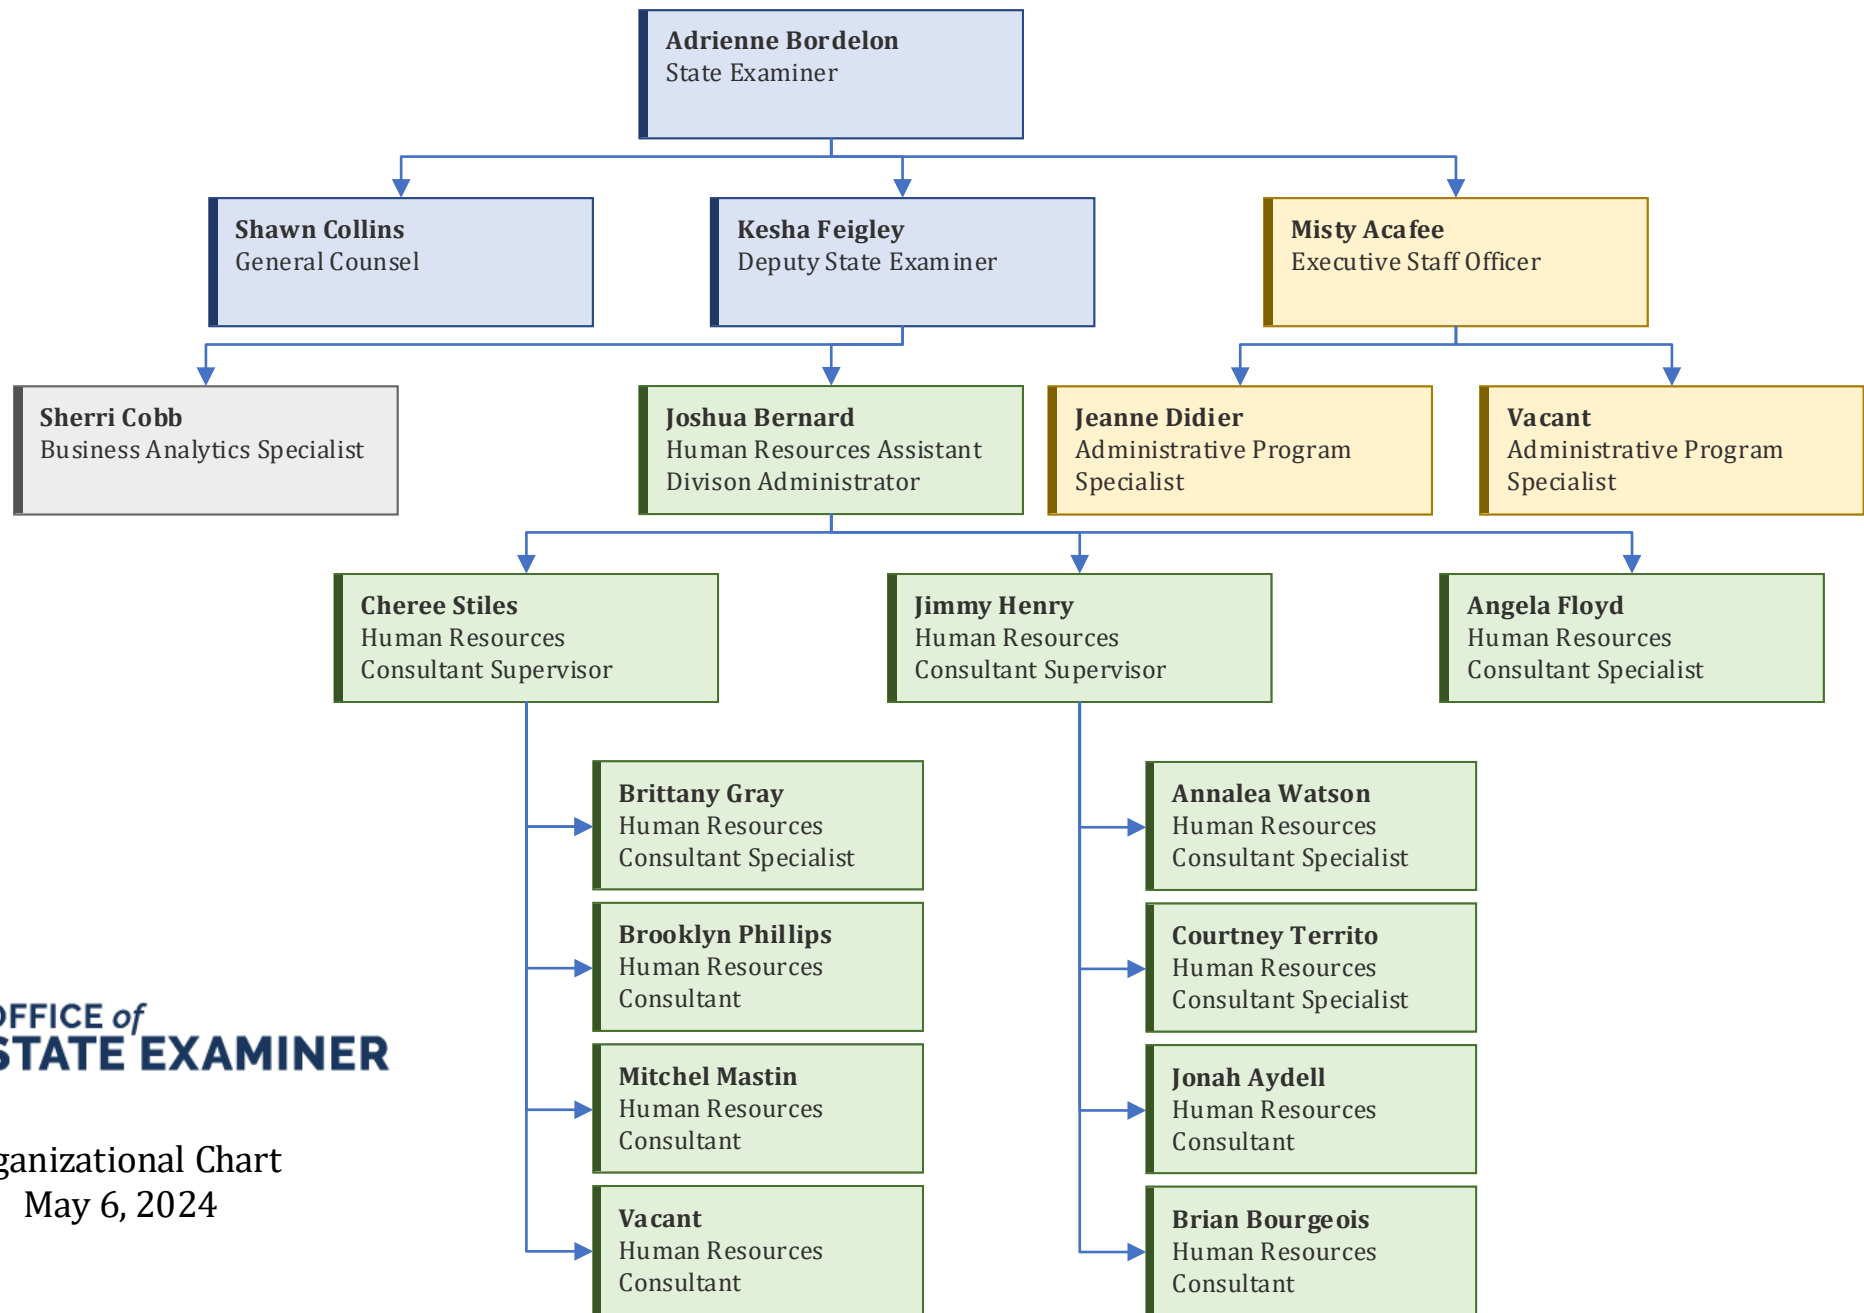 Adrienne Bordelon
State Examiner
Shawn Collins
General Counsel
Kesha Feigley
Deputy State Examiner
Misty Acafee
Executive Staff Officer
Sherri Cobb
Business Analytics Specialist
Joshua Bernard
Human Resources Assistant
Divison Administrator
Jeanne Didier
Administrative Program
Specialist
Vacant
Administrative Program
Specialist
Cheree Stiles
Human Resources
Consultant Supervisor
Jimmy Henry
Human Resources
Consultant Supervisor
Angela Floyd
Human Resources
Consultant Specialist
Brittany Gray
Human Resources
Consultant Specialist
Brooklyn Phillips
Human Resources
Consultant
Mitchel Mastin
Human Resources
Consultant
Vacant
Human Resources
Consultant
Annalea Watson
Human Resources
Consultant Specialist
Courtney Territo
Human Resources
Consultant Specialist
Jonah Aydell
Human Resources
Consultant
Brian Bourgeois
Human Resources
Consultant
OFFICE of
STATE EXAMINER
ganizational Chart
May 6, 2024